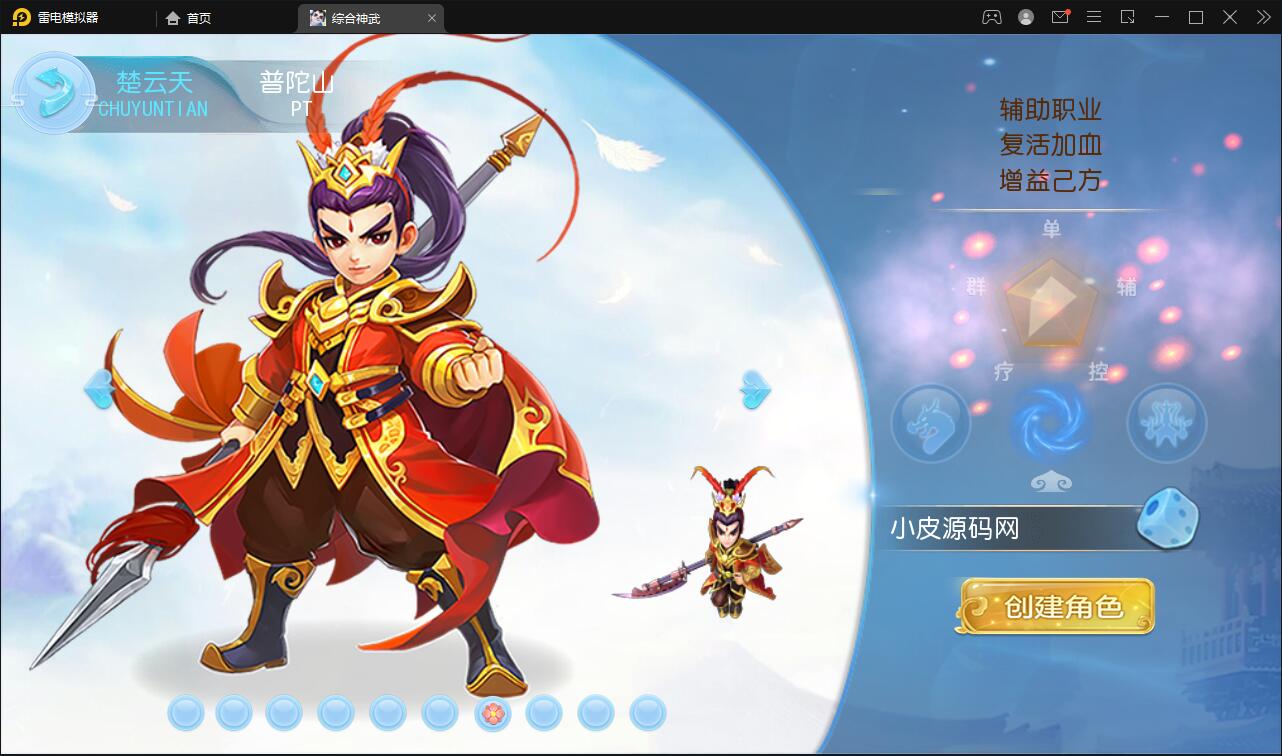 雷电模拟器
首页
综合神武
楚云天
CHUYUNTIAN
普陀山
PT
辅助职业
复活加血
增益己方
单
群
辅
疗
控
小皮源码网
创建角色